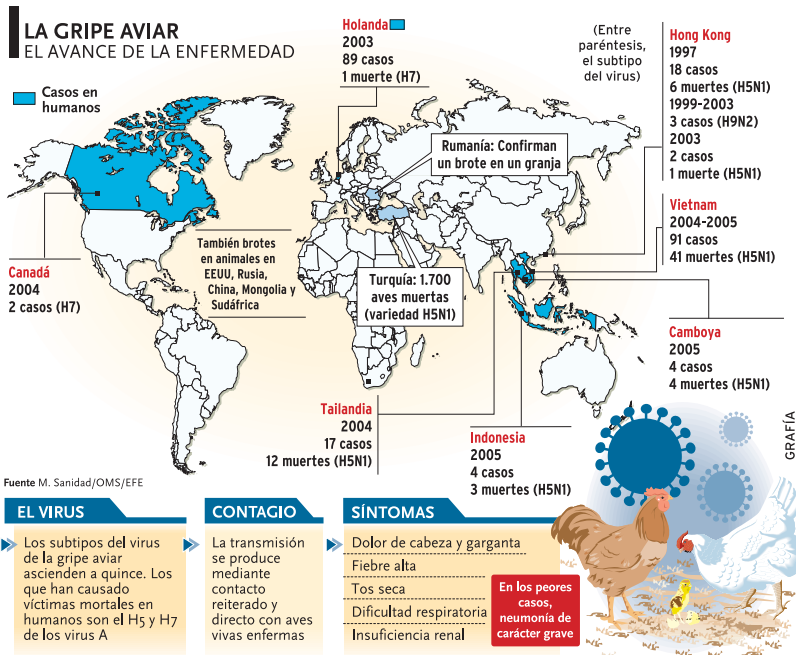 LA GRIPE AVIAR
EL AVANCE DE LA ENFERMEDAD
Casos en
humanos
Holanda
2003
89 casos
1 muerte (H7)
(Entre
paréntesis,
el subtipo
del virus)
Hong Kong
1997
18 casos
6 muertes (H5N1)
1999-2003
3 casos (H9N2)
2003
2 casos
1 muerte (H5N1)
Rumanía: Confirman
un brote en un granja
Vietnam
2004-2005
91 casos
41 muertes (H5N1)
También brotes
en animales en
EEUU, Rusia,
China, Mongolia y
Sudáfrica
Turquía: 1.700
aves muertas
(variedad H5N1)
Canadá
2004
2 casos (H7)
Camboya
2005
4 casos
4 muertes (H5N1)
Tailandia
2004
17 casos
12 muertes (H5N1)
Indonesia
2005
4 casos
3 muertes (H5N1)
GRAFÍA
Fuente M. Sanidad/OMS/EFE
EL VIRUS
Los subtipos del virus
de la gripe aviar
ascienden a quince. Los
que han causado
víctimas mortales en
humanos son el H5 y H7
de los virus A
CONTAGIO
La transmisión
se produce
mediante
contacto
reiterado y
directo con aves
vivas enfermas
SÍNTOMAS
Dolor de cabeza y garganta
Fiebre alta
Tos seca
Dificultad respiratoria
Insuficiencia renal
En los peores
casos,
neumonía de
carácter grave